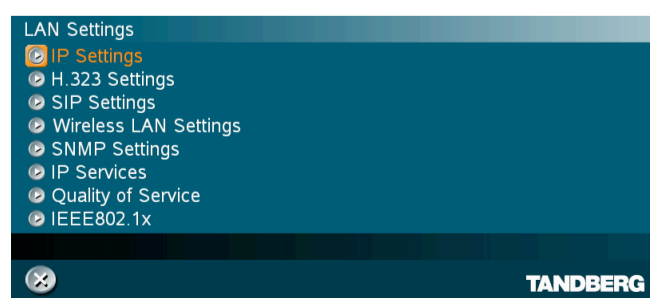 LAN Settings
IP Settings
H.323 Settings
SIP Settings
Wireless LAN Settings
SNMP Settings
IP Services
Quality of Service
IEEE802.1x
TANDBERG